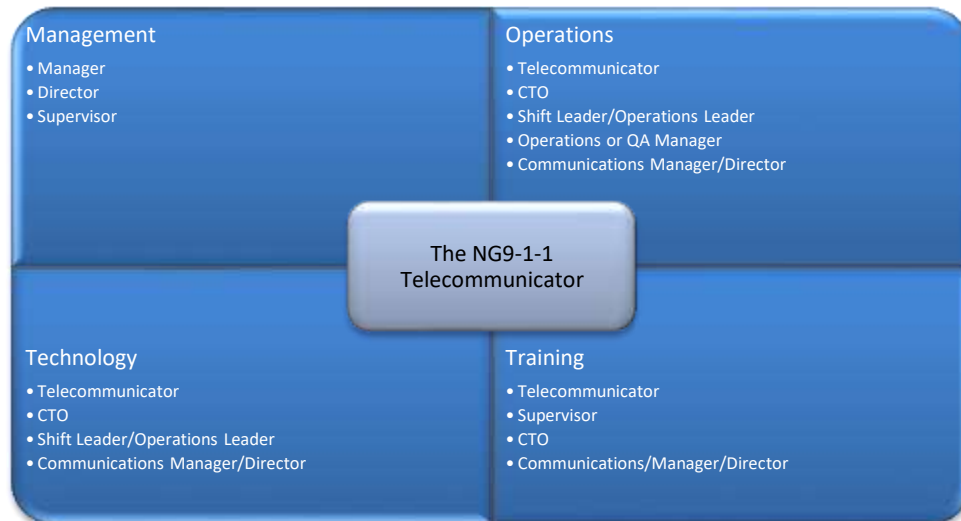 Management
• Manager
• Director
• Supervisor
Operations
• Telecommunicator
• CTO
• Shift Leader/Operations Leader
• Operations or QA Manager
• Communications Manager/Director
The NG9-1-1
Telecommunicator
Technology
• Telecommunicator
• CTO
• Shift Leader/Operations Leader
• Communications Manager/Director
Training
• Telecommunicator
• Supervisor
• CTO
• Communications/Manager/Director